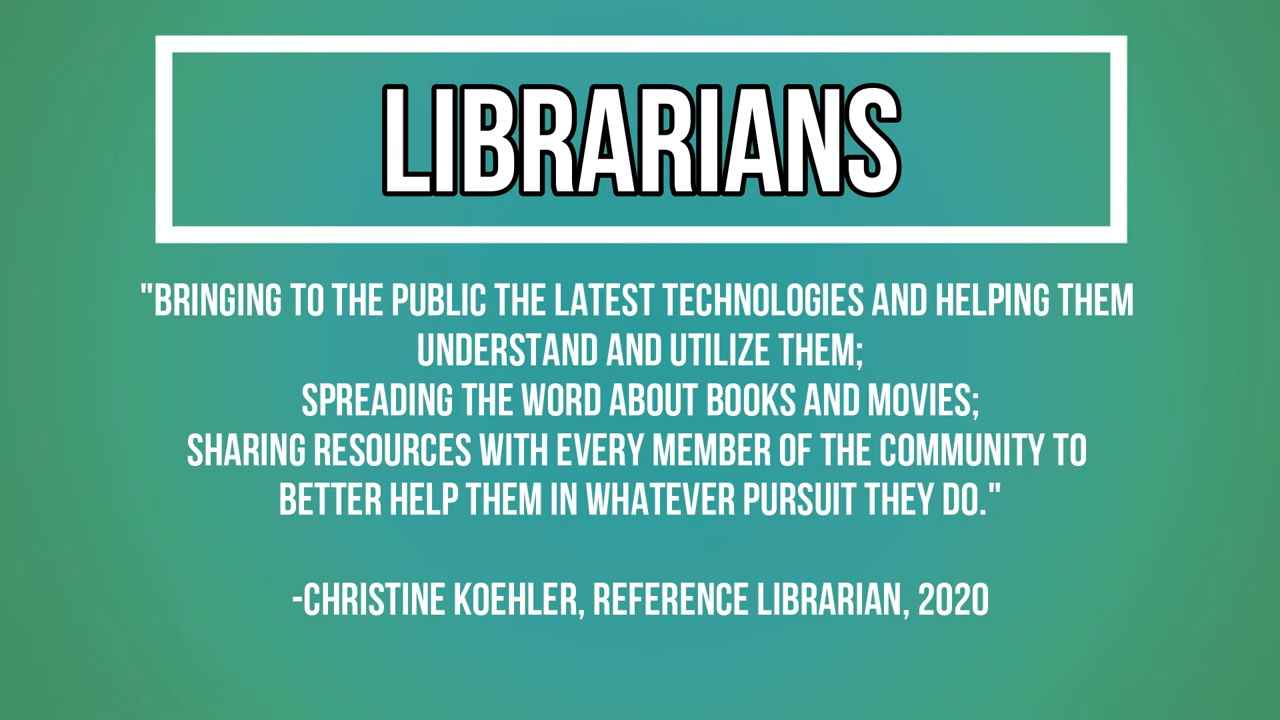 LIBRARIANS
"BRINGING TO THE PUBLIC THE LATEST TECHNOLOGIES AND HELPING THEM
UNDERSTAND AND UTILIZE THEM;
SPREADING THE WORD ABOUT BOOKS AND MOVIES;
SHARING RESOURCES WITH EVERY MEMBER OF THE COMMUNITY TO
BETTER HELP THEM IN WHATEVER PURSUIT THEY DO."
-CHRISTINE KOEHLER, REFERENCE LIBRARIAN, 2020